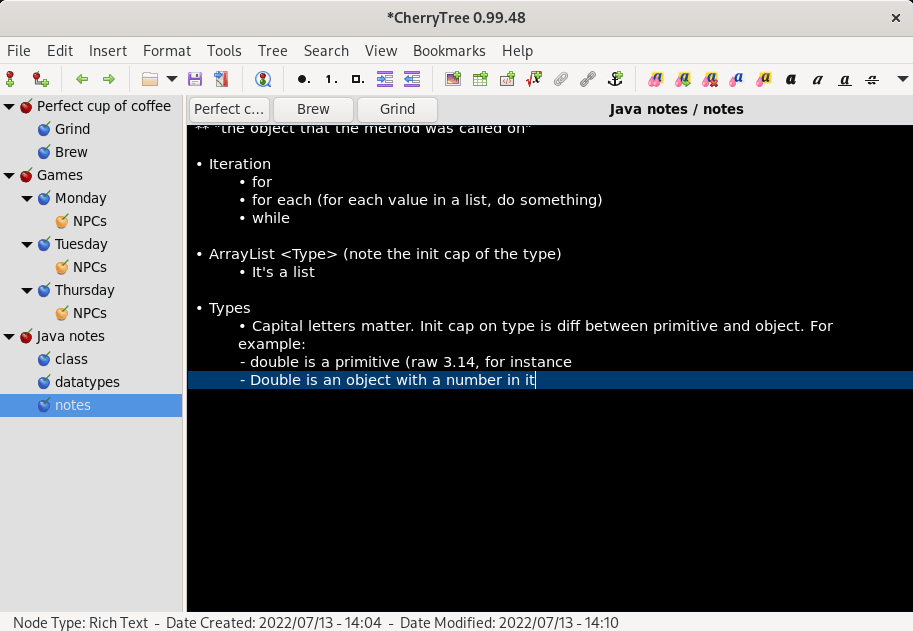 *CherryTree 0.99.48
File Edit Insert Format Tools Tree Search View Bookmarks Help
Perfect cup of coffee
Grind
Brew
Games
Monday
NPCs
Tuesday
NPCs
Thursday
NPCs
Java notes
class
datatypes
notes
Perfect c... Brew Grind Java notes / notes
** "the object that the method was called on"
• Iteration
• for
• for each (for each value in a list, do something)
• while
• ArrayList <Type> (note the init cap of the type)
• It's a list
• Types
• Capital letters matter. Init cap on type is diff between primitive and object. For
example:
- double is a primitive (raw 3.14, for instance
- Double is an object with a number in it
Node Type: Rich Text - Date Created: 2022/07/13 - 14:04 - Date Modified: 2022/07/13 - 14:10